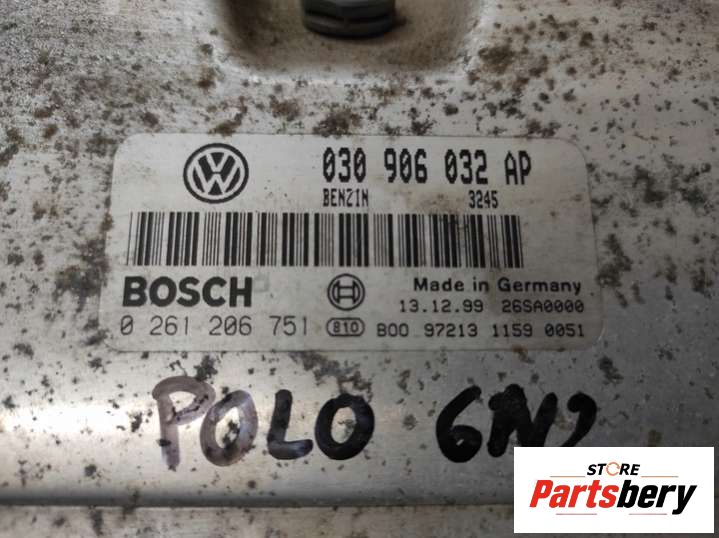 030 906 032 AP
BENZIN 3245
BOSCH Made in Germany
13.12.99 26SA0000
0 261 206 751 810 B00 97213 1159 0051
POLO 6N2
STORE
Partsbery